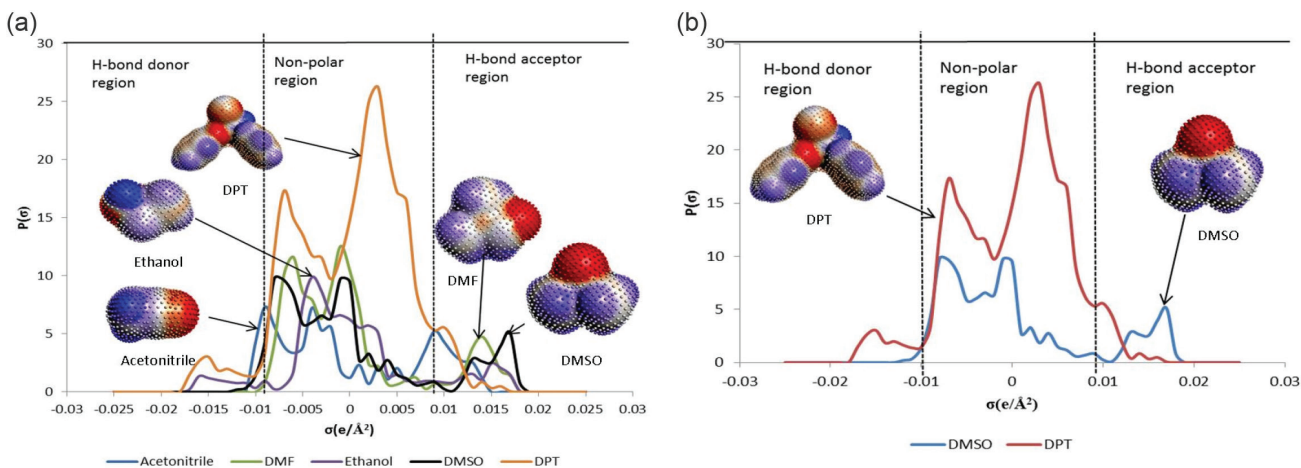 (a)
30
25
20
15
10
5
0
P(σ)
H-bond donor
region
Non-polar
region
H-bond acceptor
region
DPT
Ethanol
Acetonitrile
DMF
DMSO
-0.03 -0.025 -0.02 -0.015 -0.01 -0.005 0 0.005 0.01 0.015 0.02 0.025 0.03
σ(e/Å²)
Acetonitrile DMF Ethanol DMSO DPT
(b)
30
25
20
15
10
5
0
P(σ)
H-bond donor
region
Non-polar
region
H-bond acceptor
region
DPT
DMSO
-0.03 -0.02 -0.01 0 0.01 0.02 0.03
σ(e/Å²)
DMSO DPT